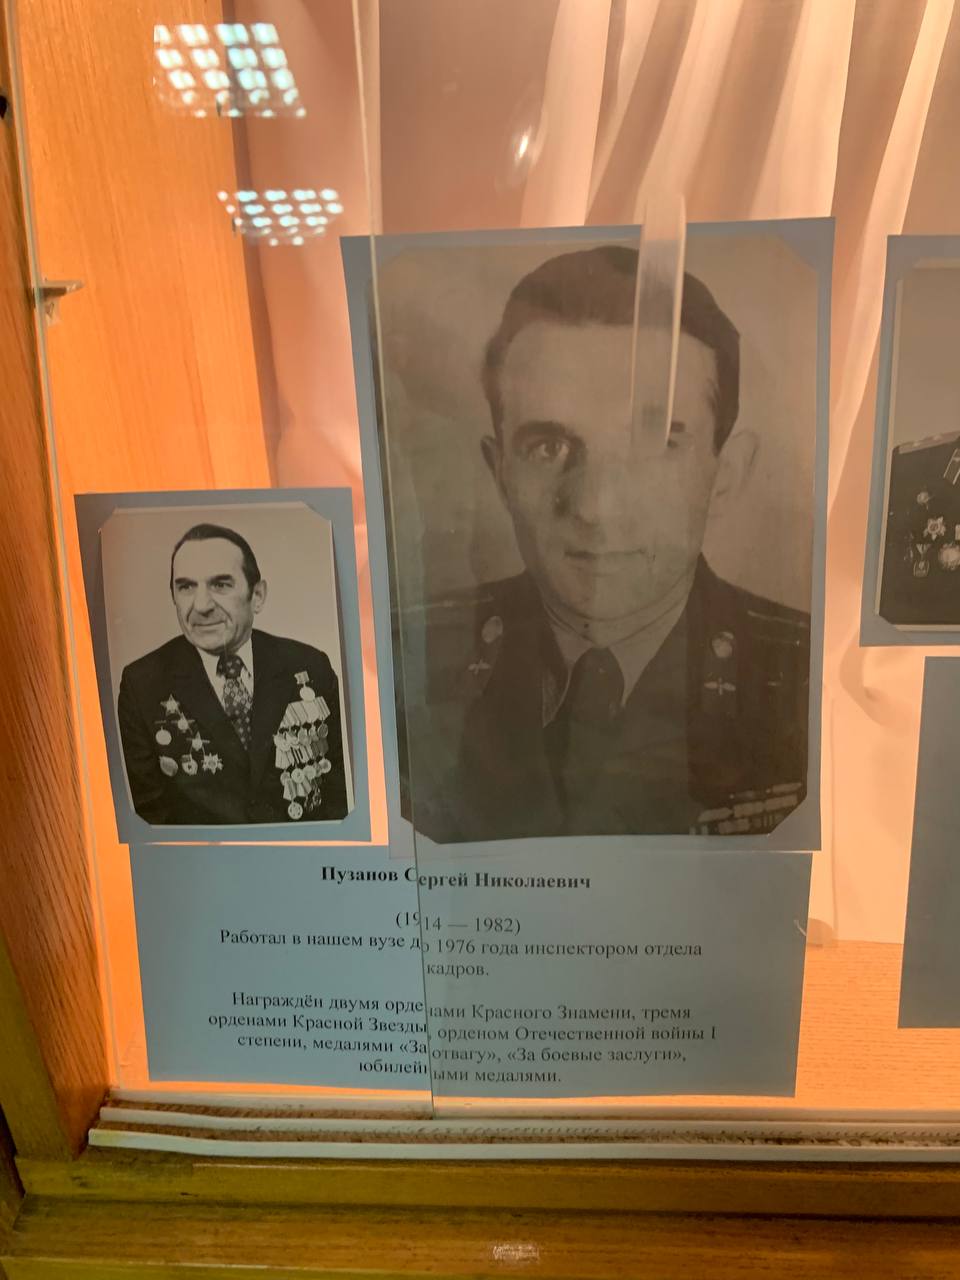 Пузанов Сергей Николаевич
(1914 — 1982)
Работал в нашем вузе до 1976 года инспектором отдела
кадров.
Награждён двумя орденами Красного Знамени, тремя
орденами Красной Звезды, орденом Отечественной войны I
степени, медалями «За отвагу», «За боевые заслуги»,
юбилейными медалями.